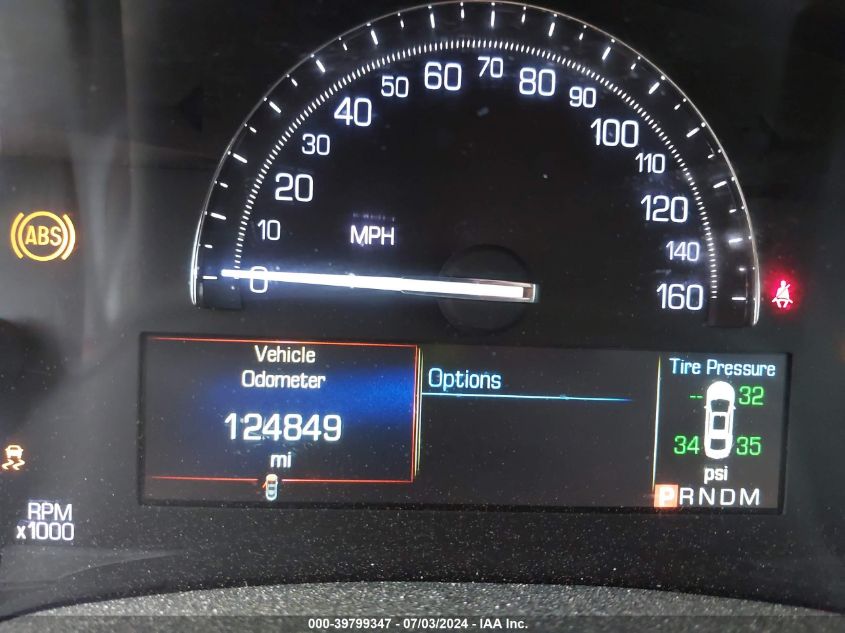 0
10
20
30
40
50
60
70
80
90
100
110
120
140
160
MPH
ABS
Vehicle
Odometer
124849
mi
Options
Tire Pressure
-- 32
34 35
psi
PRNDM
RPM
x1000
000-39799347 - 07/03/2024 - IAA Inc.